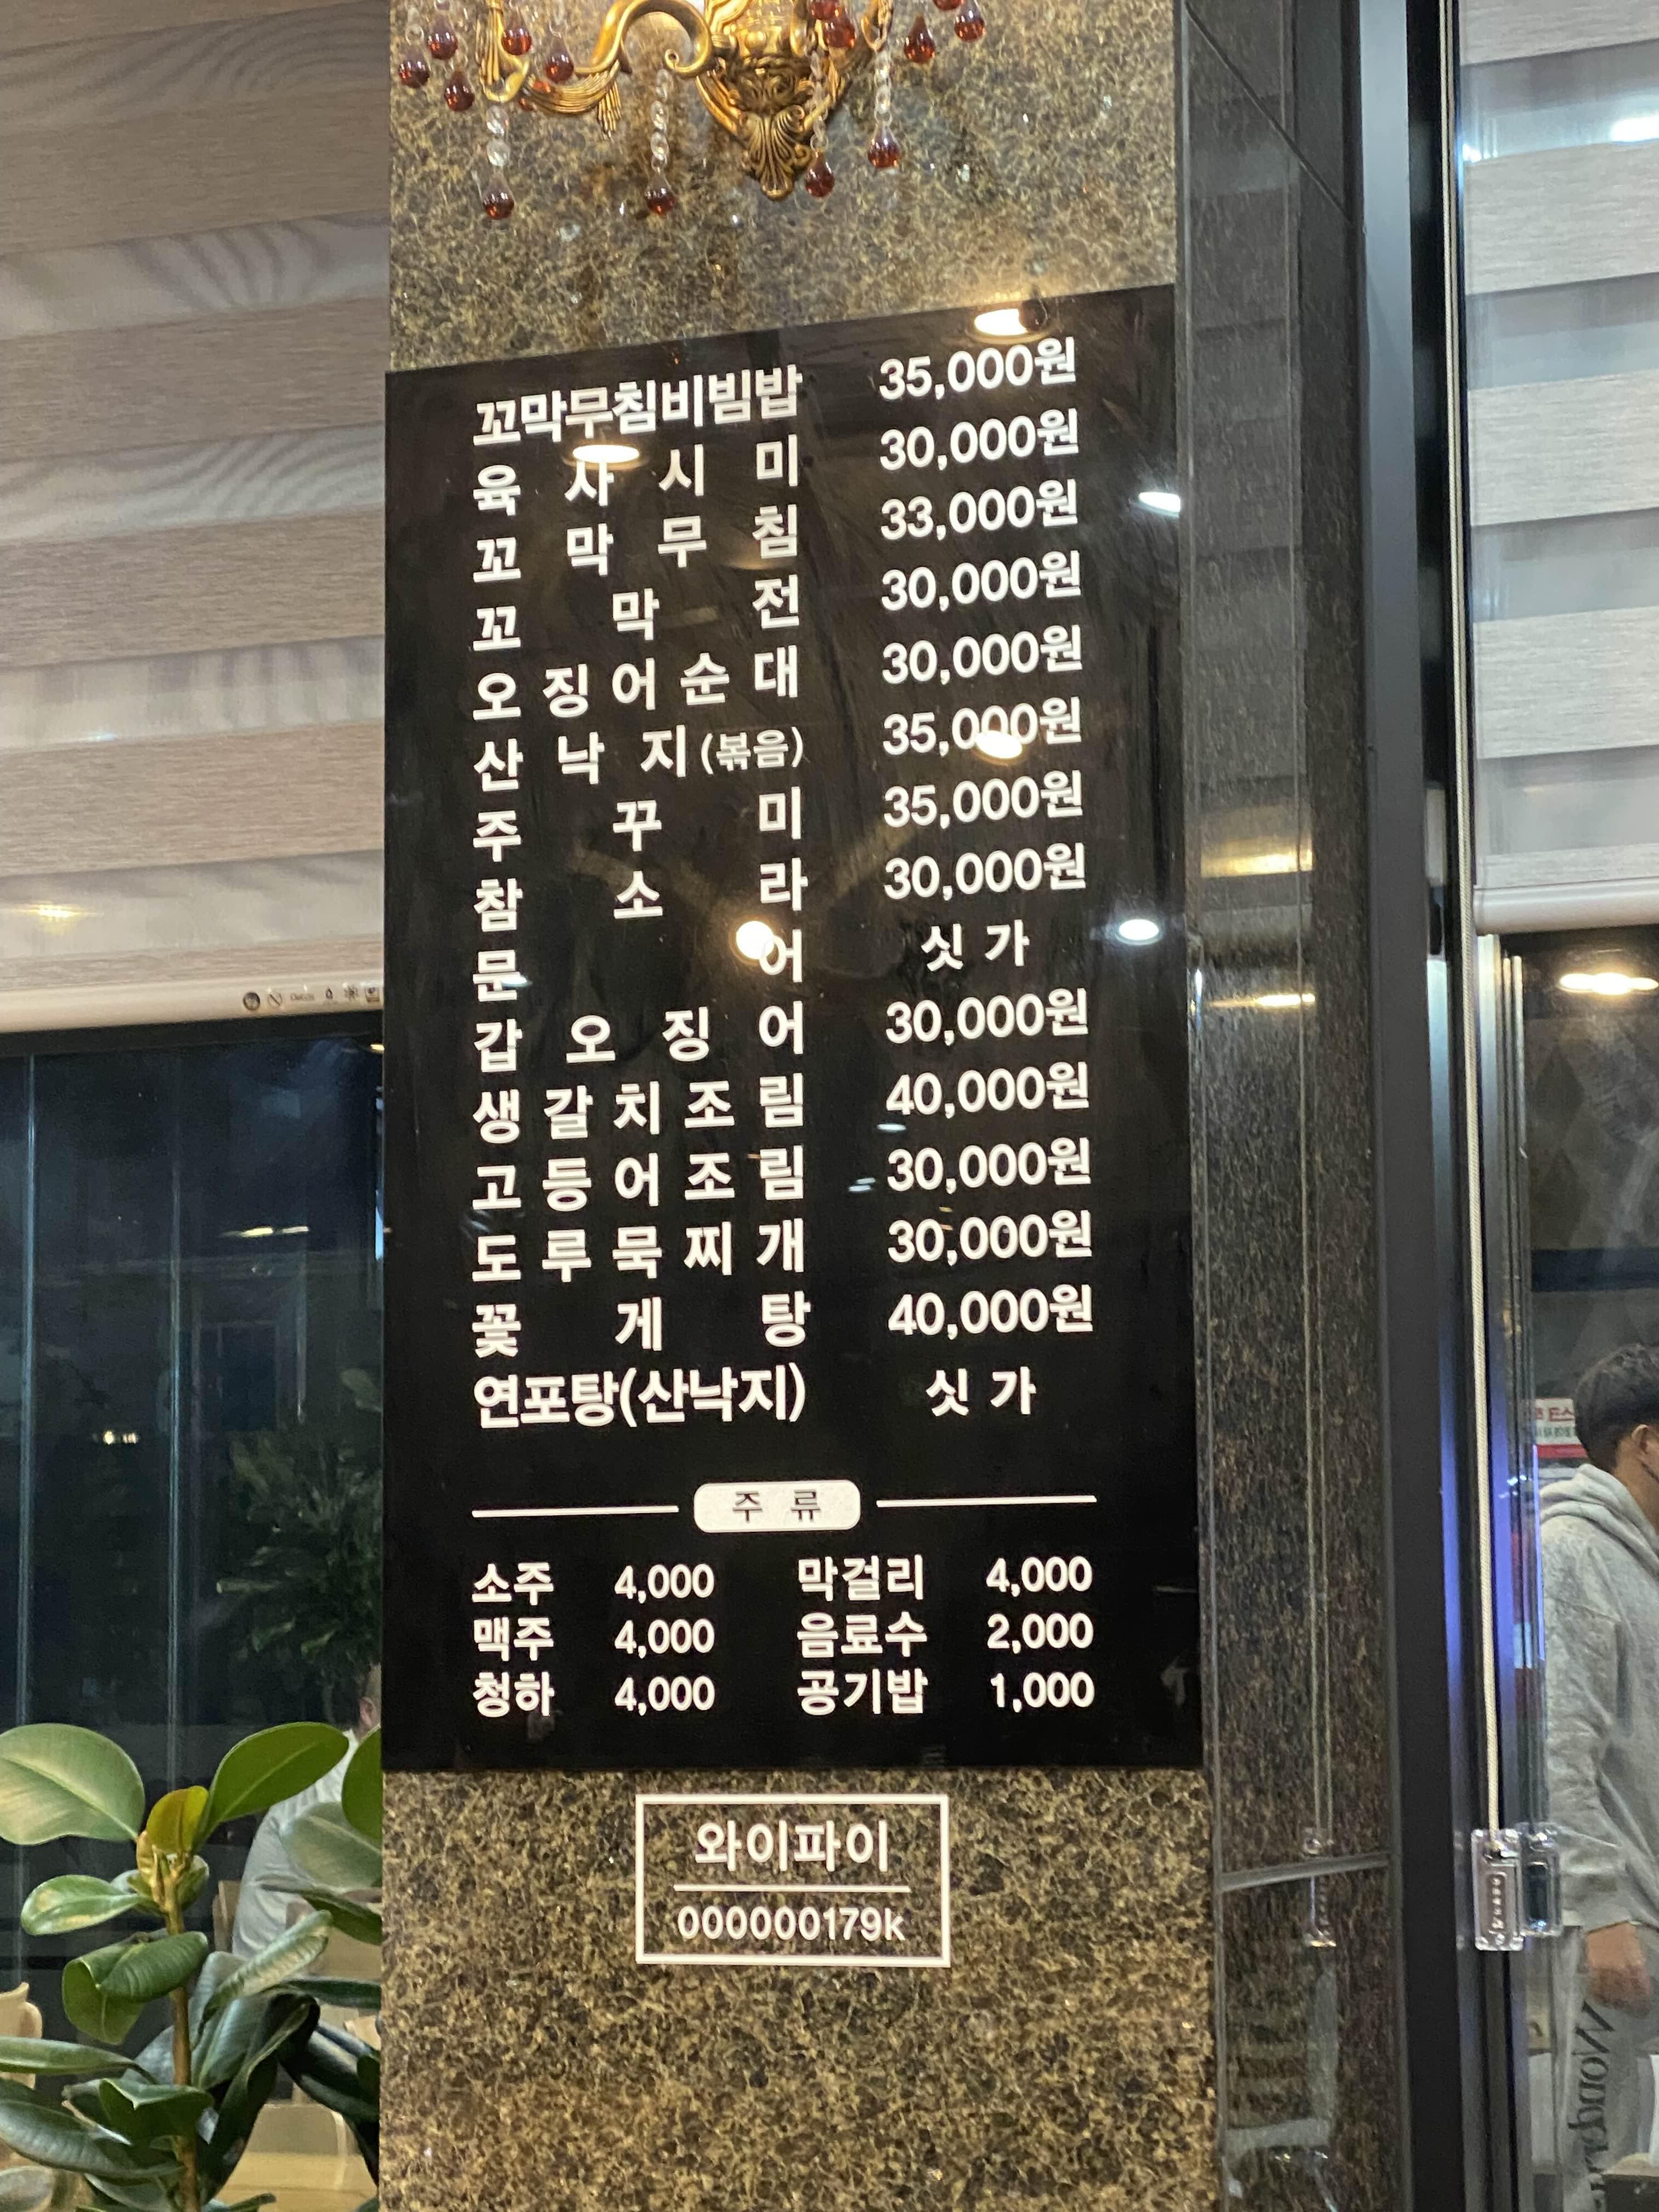 꼬막무침비빔밥 35,000원
육사시미 30,000원
꼬막무침 33,000원
꼬막전 30,000원
오징어순대 30,000원
산낙지(볶음) 35,000원
주꾸미 35,000원
참소라 30,000원
문어 싯가
갑오징어 30,000원
생갈치조림 40,000원
고등어조림 30,000원
도루묵찌개 30,000원
꽃게탕 40,000원
연포탕(산낙지) 싯가
주류
소주 4,000 막걸리 4,000
맥주 4,000 음료수 2,000
청하 4,000 공기밥 1,000
와이파이
000000179k